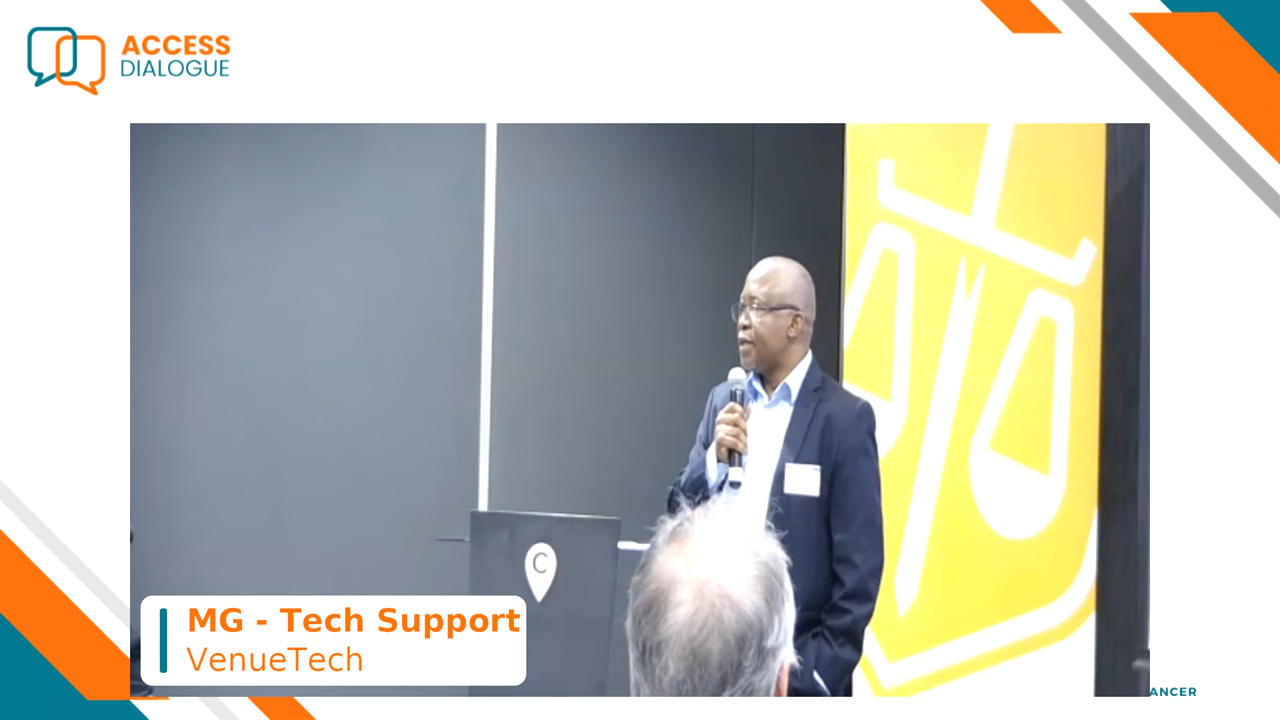 ACCESS
DIALOGUE
C
MG - Tech Support
VenueTech
ANCER